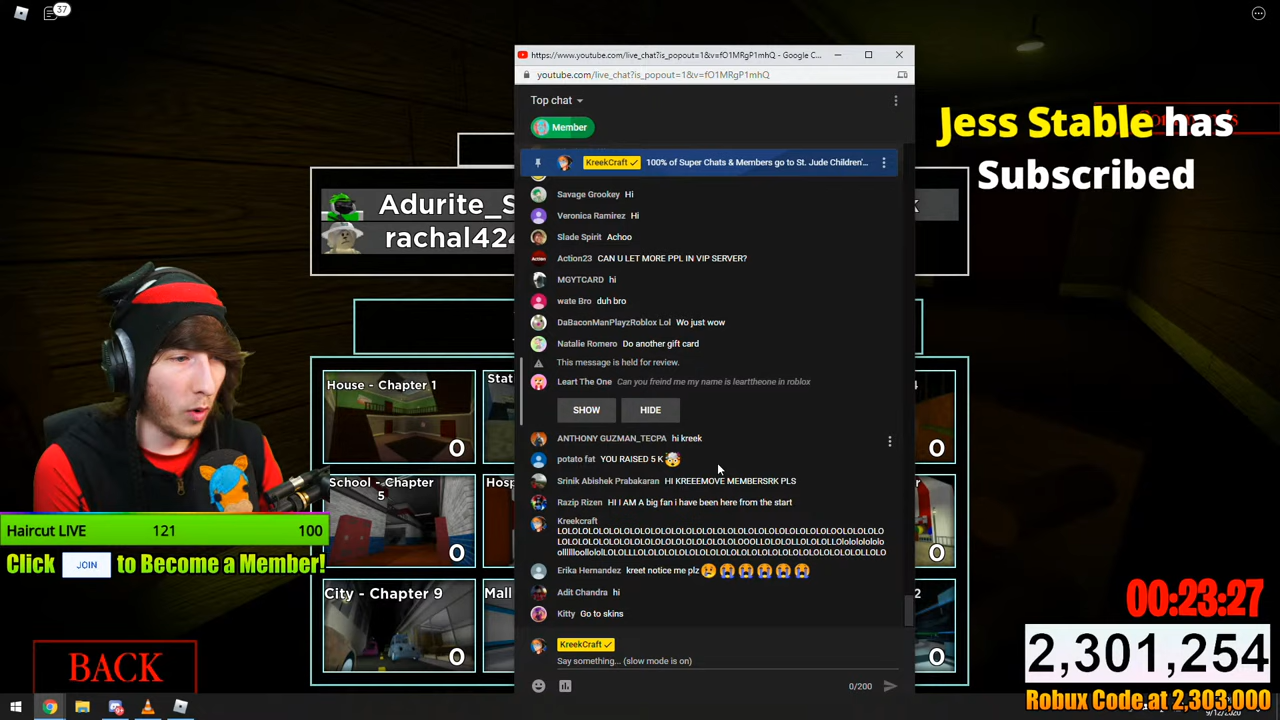 37
https://www.youtube.com/live_chat?is_popout=1&v=fO1MRgP1mhQ - Google C...
youtube.com/live_chat?is_popout=1&v=fO1MRgP1mhQ
Top chat
Member
KreekCraft 100% of Super Chats & Members go to St. Jude Children'...
Savage Grookey Hi
Veronica Ramirez Hi
Slade Spirit Achoo
Action23 CAN U LET MORE PPL IN VIP SERVER?
MGYTCARD hi
wate Bro duh bro
DaBaconManPlayzRoblox Lol Wo just wow
Natalie Romero Do another gift card
This message is held for review.
Leart The One Can you freind me my name is learttheone in roblox
SHOW HIDE
ANTHONY GUZMAN_TECPA hi kreek
potato fat YOU RAISED 5 K 🤯
Srinik Abishek Prabakaran HI KREEEMOVE MEMBERSRK PLS
Razip Rizen HI I AM A big fan i have been here from the start
Kreekcraft
Erika Hernandez kreet notice me plz 😢 😭 😭 😭 😭 😭
Adit Chandra hi
Kitty Go to skins
KreekCraft
Say something... (slow mode is on)
0/200
Jess Stable has
Subscribed
Adurite_S
rachal424
House - Chapter 1
0
Stat
0
School - Chapter
5
0
Hosp
0
City - Chapter 9
0
Mall
0
BACK
Haircut LIVE 121 100
Click JOIN to Become a Member!
00:23:27
2,301,254
Robux Code at 2,303,000
9/12/2020